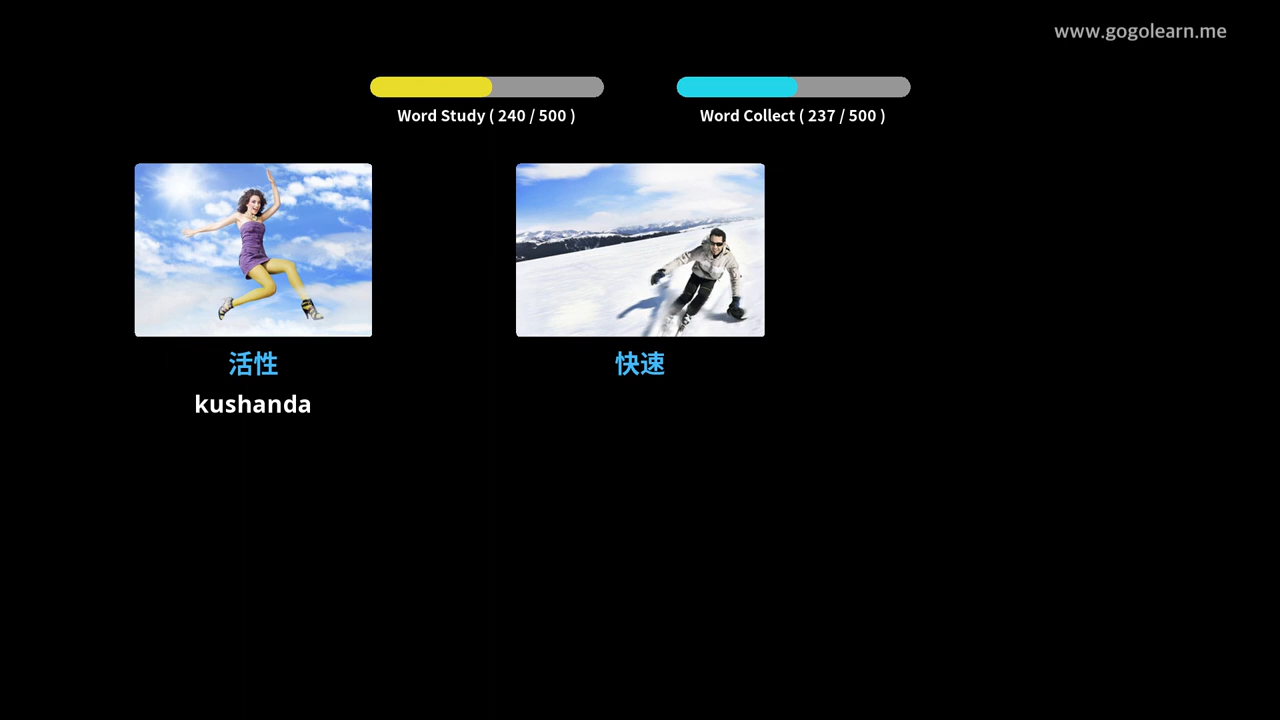 www.gogolearn.me
Word Study ( 240 / 500 )
Word Collect ( 237 / 500 )
活性
快速
kushanda